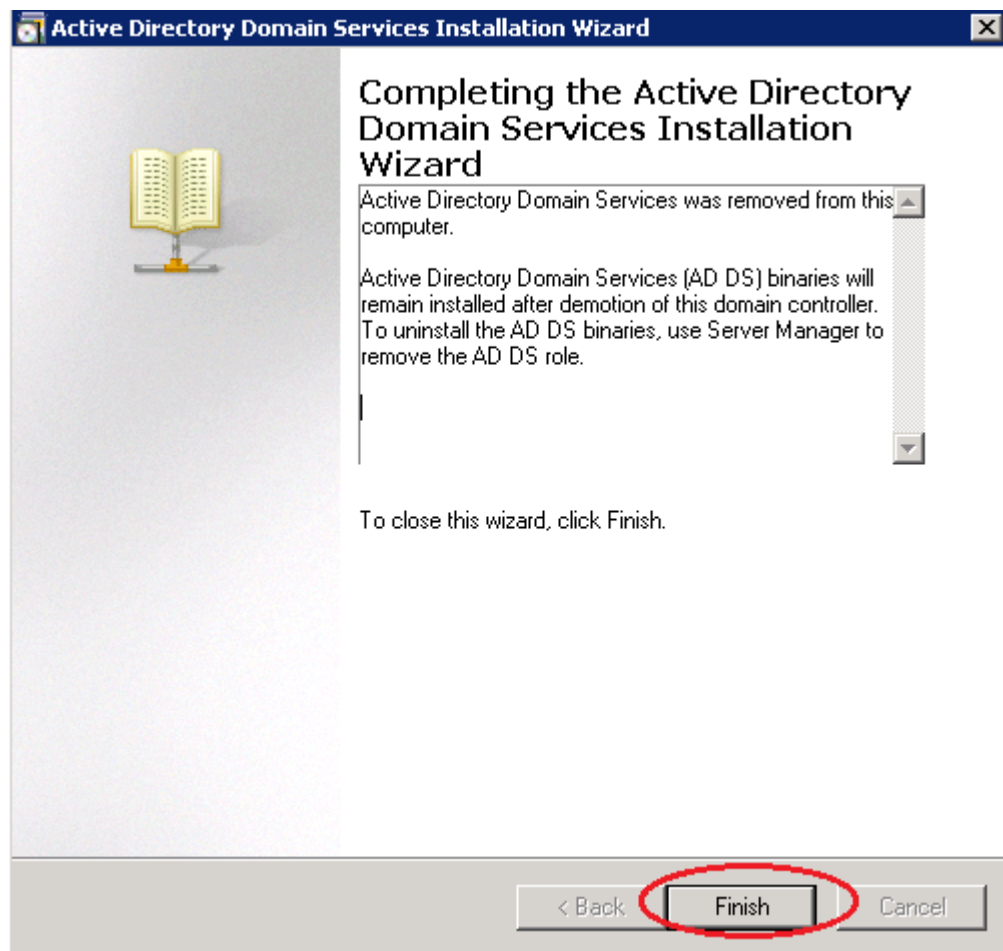 Active Directory Domain Services Installation Wizard
Completing the Active Directory
Domain Services Installation
Wizard
Active Directory Domain Services was removed from this
computer.
Active Directory Domain Services (AD DS) binaries will
remain installed after demotion of this domain controller.
To uninstall the AD DS binaries, use Server Manager to
remove the AD DS role.
To close this wizard, click Finish.
< Back
Finish
Cancel